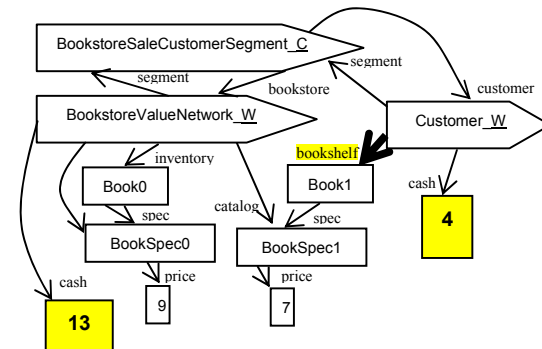 BookstoreSaleCustomerSegment_C
segment
segment
bookstore
customer
BookstoreValueNetwork_W
Customer_W
inventory
bookshelf
Book0
Book1
cash
spec
catalog
spec
4
BookSpec0
BookSpec1
cash
price
price
9
7
13